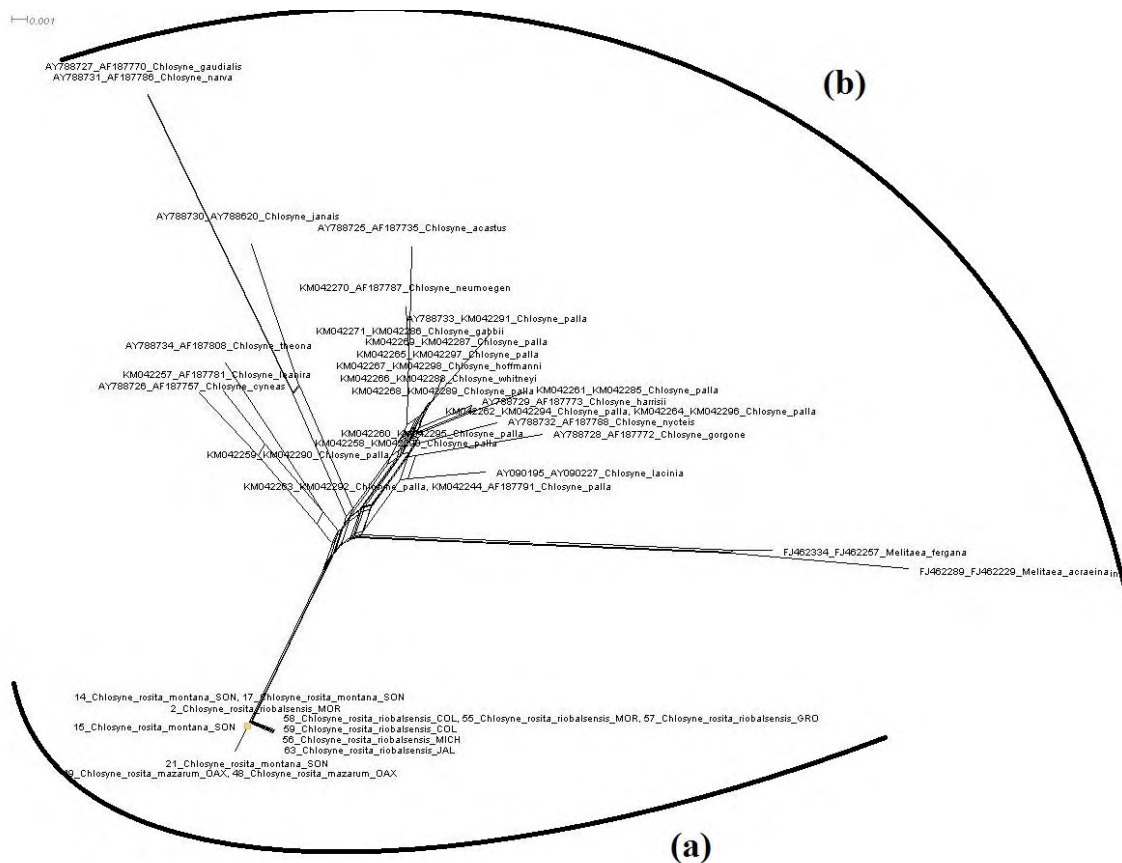 0.001
AY788727_AF187770_Chlosyne_gaudialis
AY788731_AF187786_Chlosyne_narva
(b)
AY788730_AY788620_Chlosyne_janais
AY788725_AF187735_Chlosyne_acastus
KM042270_AF187787_Chlosyne_neumoegen
AY788733_KM042291_Chlosyne_palla
KM042271_KM042286_Chlosyne_gabbii
KM042269_KM042287_Chlosyne_palla
AY788734_AF187808_Chlosyne_theona
KM042265_KM042297_Chlosyne_palla
KM042267_KM042298_Chlosyne_hoffmanni
KM042257_AF187781_Chlosyne_leanira
KM042266_KM042288_Chlosyne_whitneyi
AY788726_AF187757_Chlosyne_cyneas
KM042268_KM042289_Chlosyne_palla
KM042261_KM042285_Chlosyne_palla
AY788729_AF187773_Chlosyne_harrisii
KM042262_KM042294_Chlosyne_palla, KM042264_KM042296_Chlosyne_palla
AY788732_AF187788_Chlosyne_nycteis
KM042260_KM042295_Chlosyne_palla
AY788728_AF187772_Chlosyne_gorgone
Chlosyne_palla
KM042259_KM042290_Chlosyne_palla
AY090195_AY090227_Chlosyne_lacinia
KM042263_KM042292_Chlosyne_palla, KM042244_AF187791_Chlosyne_palla
FJ462334_FJ462257_Melitaea_fergana
FJ462289_FJ462229_Melitaea_acraeina
14_Chlosyne_rosita_montana_SON, 17_Chlosyne_rosita_montana_SON
2_Chlosyne_rosita_riobalsensis_MOR
58_Chlosyne_rosita_riobalsensis_COL, 55_Chlosyne_rosita_riobalsensis_MOR, 57_Chlosyne_rosita_riobalsensis_GRO
15_Chlosyne_rosita_montana_SON
59_Chlosyne_rosita_riobalsensis_COL
56_Chlosyne_rosita_riobalsensis_MICH
63_Chlosyne_rosita_riobalsensis_JAL
21_Chlosyne_rosita_montana_SON
Chlosyne_rosita_mazarum_OAX, 48_Chlosyne_rosita_mazarum_OAX
(a)